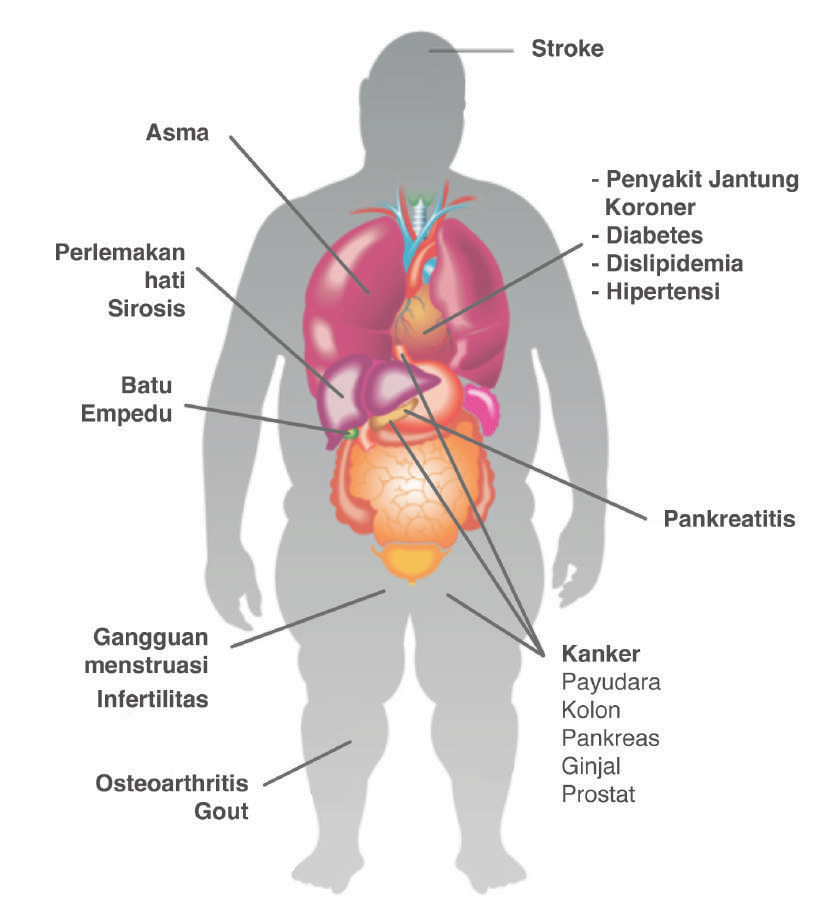 Stroke
Asma
- Penyakit Jantung
Koroner
- Diabetes
- Dislipidemia
- Hipertensi
Perlemakan
hati
Sirosis
Batu
Empedu
Pankreatitis
Gangguan
menstruasi
Infertilitas
Kanker
Payudara
Kolon
Pankreas
Ginjal
Prostat
Osteoarthritis
Gout